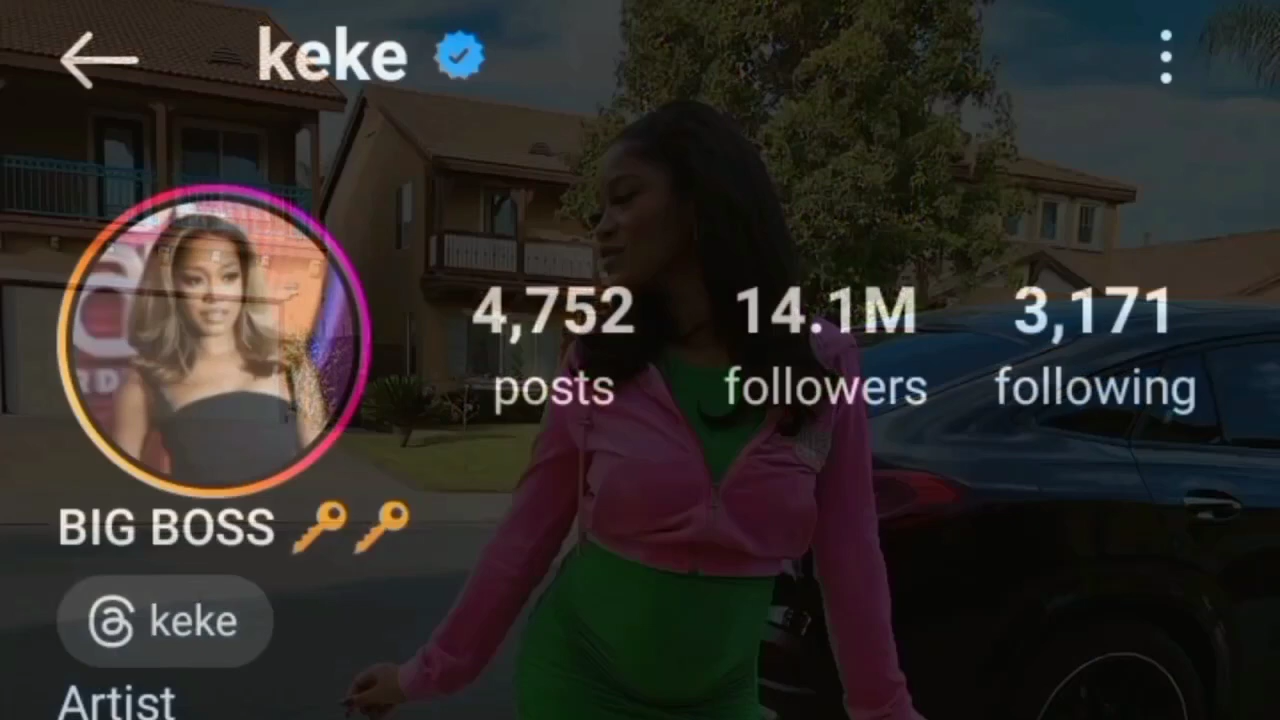 keke
4,752 14.1M 3,171
posts followers following
BIG BOSS 🔑🔑
keke
Artist